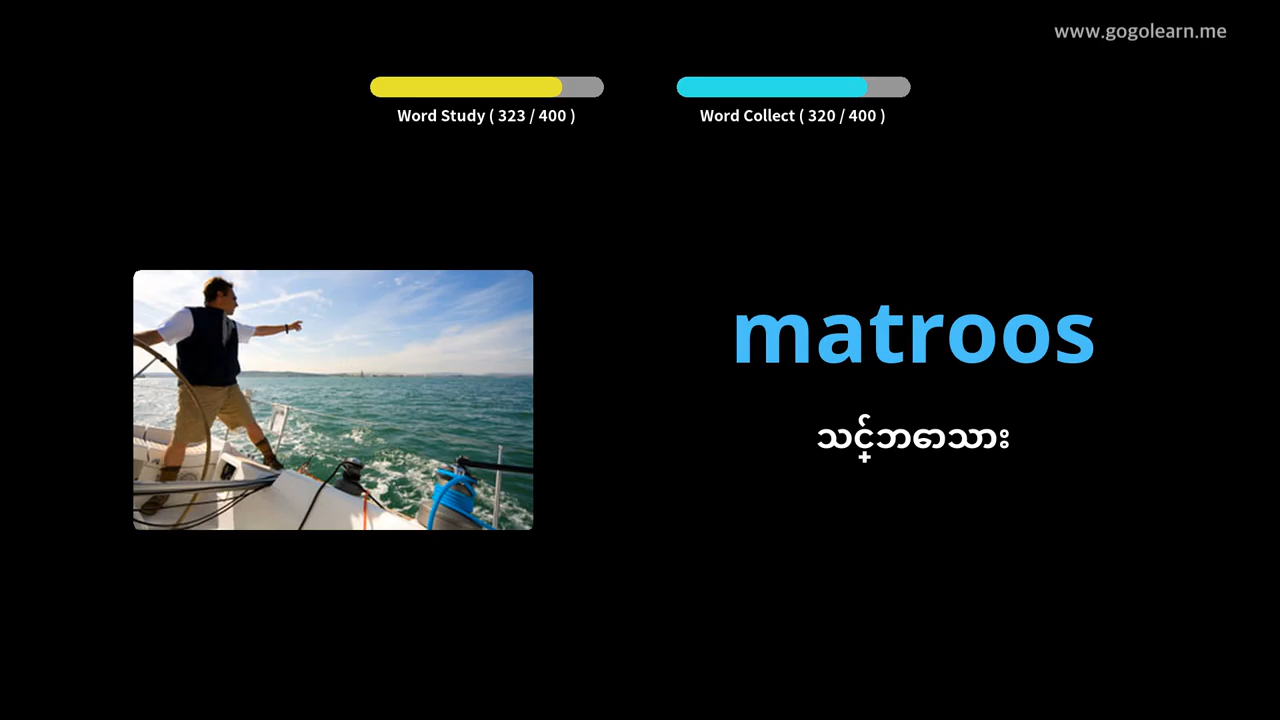 www.gogolearn.me
Word Study ( 323 / 400 )
Word Collect ( 320 / 400 )
matroos
သင်္ဘောသား